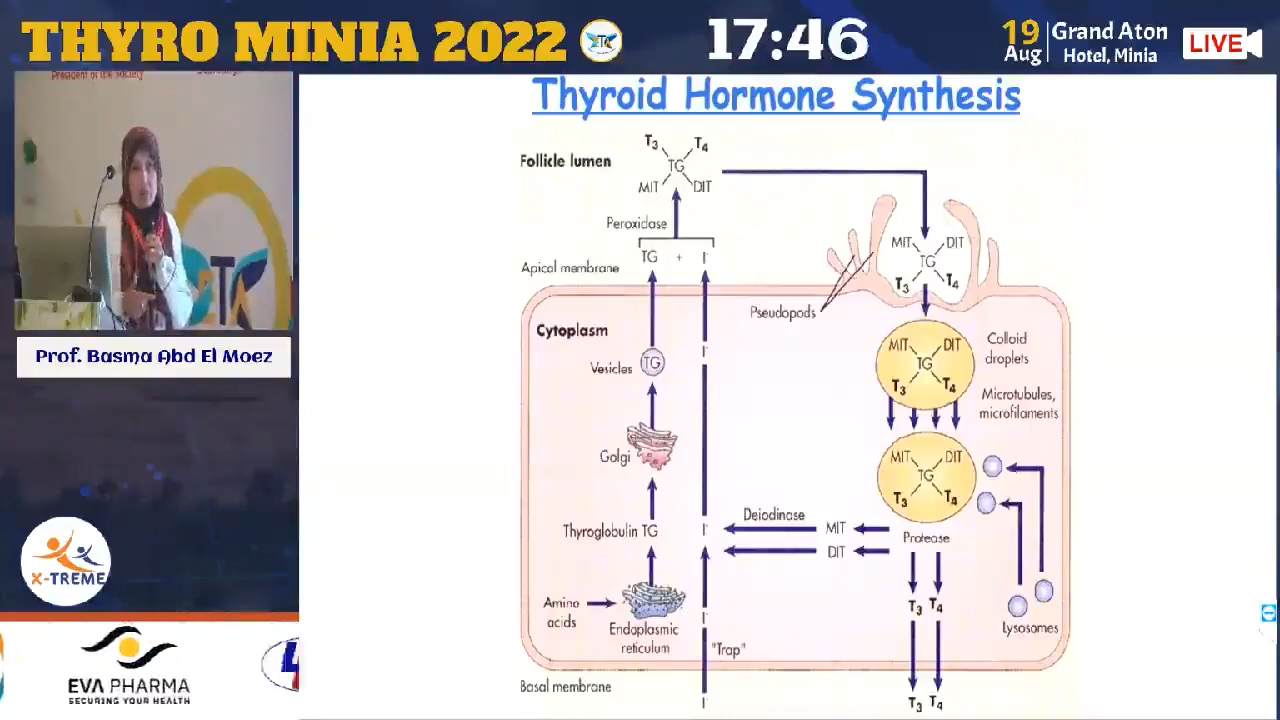 THYRO MINIA 2022
17:46
19
Aug
Grand Aton
Hotel, Minia
LIVE
President of the Society
Prof. Basma Abd El Moez
X-TREME
EVA PHARMA
SECURING YOUR HEALTH
Thyroid Hormone Synthesis
Follicle lumen
T3 T4
TG
MIT DIT
Peroxidase
TG + I-
Apical membrane
MIT DIT
TG
T3 T4
Pseudopods
Cytoplasm
I-
Vesicles TG
MIT DIT
TG
T3 T4
Colloid
droplets
Microtubules,
microfilaments
Golgi
MIT DIT
TG
T3 T4
Thyroglobulin TG
I-
Deiodinase
MIT
DIT
Protease
Amino
acids
Endoplasmic
reticulum
I-
"Trap"
T3 T4
Lysosomes
Basal membrane
I-
T3 T4